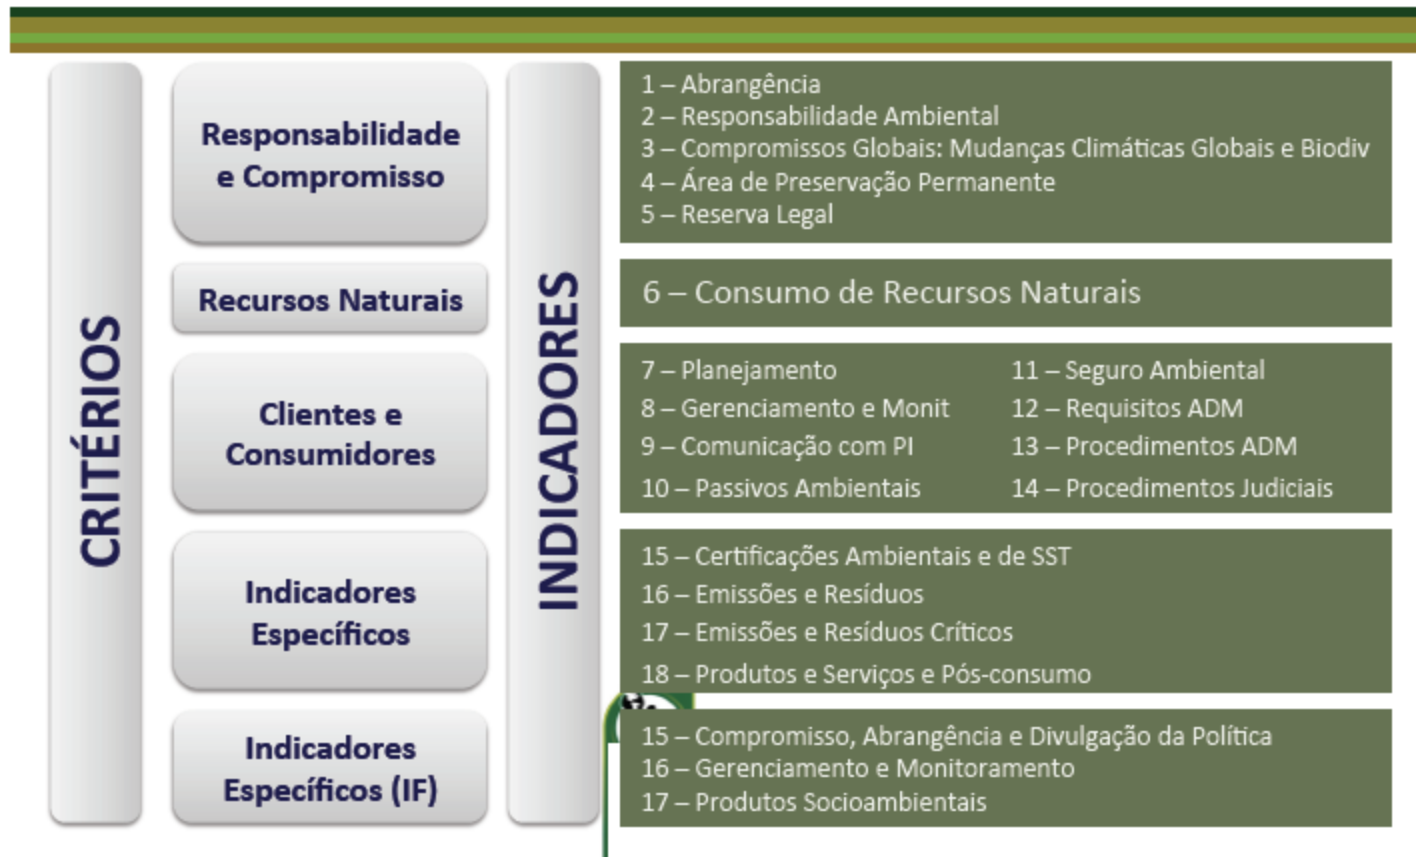 CRITÉRIOS
Responsabilidade
e Compromisso
Recursos Naturais
Clientes e
Consumidores
Indicadores
Específicos
Indicadores
Específicos (IF)
INDICADORES
1 – Abrangência
2 – Responsabilidade Ambiental
3 – Compromissos Globais: Mudanças Climáticas Globais e Biodiv
4 – Área de Preservação Permanente
5 – Reserva Legal
6 – Consumo de Recursos Naturais
7 – Planejamento
8 – Gerenciamento e Monit
9 – Comunicação com PI
10 – Passivos Ambientais
11 – Seguro Ambiental
12 – Requisitos ADM
13 – Procedimentos ADM
14 – Procedimentos Judiciais
15 – Certificações Ambientais e de SST
16 – Emissões e Resíduos
17 – Emissões e Resíduos Críticos
18 – Produtos e Serviços e Pós-consumo
15 – Compromisso, Abrangência e Divulgação da Política
16 – Gerenciamento e Monitoramento
17 – Produtos Socioambientais